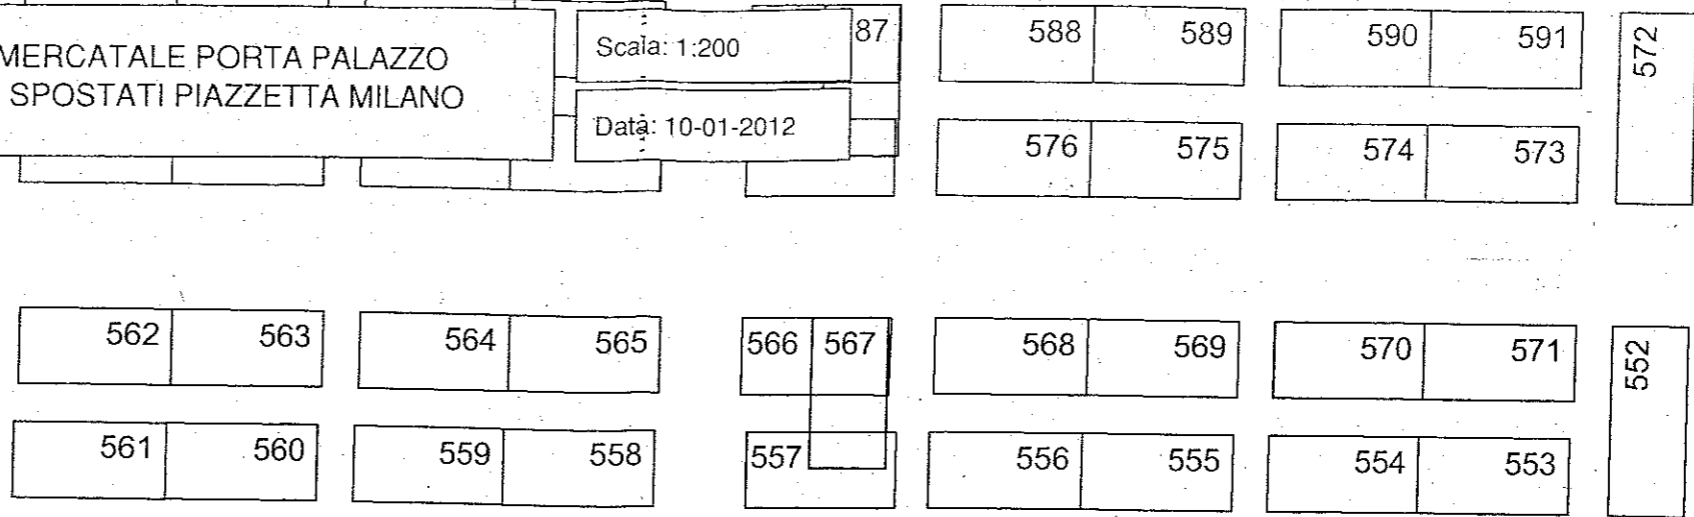 MERCATALE PORTA PALAZZO
SPOSTATI PIAZZETTA MILANO
Scala: 1:200
Data: 10-01-2012
87 588 589 590 591 572
576 575 574 573
562 563 564 565 566 567 568 569 570 571 552
561 560 559 558 557 556 555 554 553